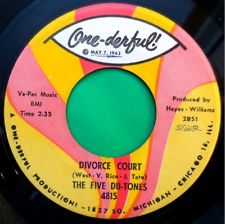 One-derful!
MAY 7, 1963
Va-Pac Music
BMI
Time 2:35
Produced by
Hayes - Williams
2851
DIVORCE COURT
(West - V. Rice - J. Tate)
THE FIVE DU-TONES
4815
A ONE-DERFUL PRODUCTION! - 1827 SO. MICHIGAN - CHICAGO 16, ILL.